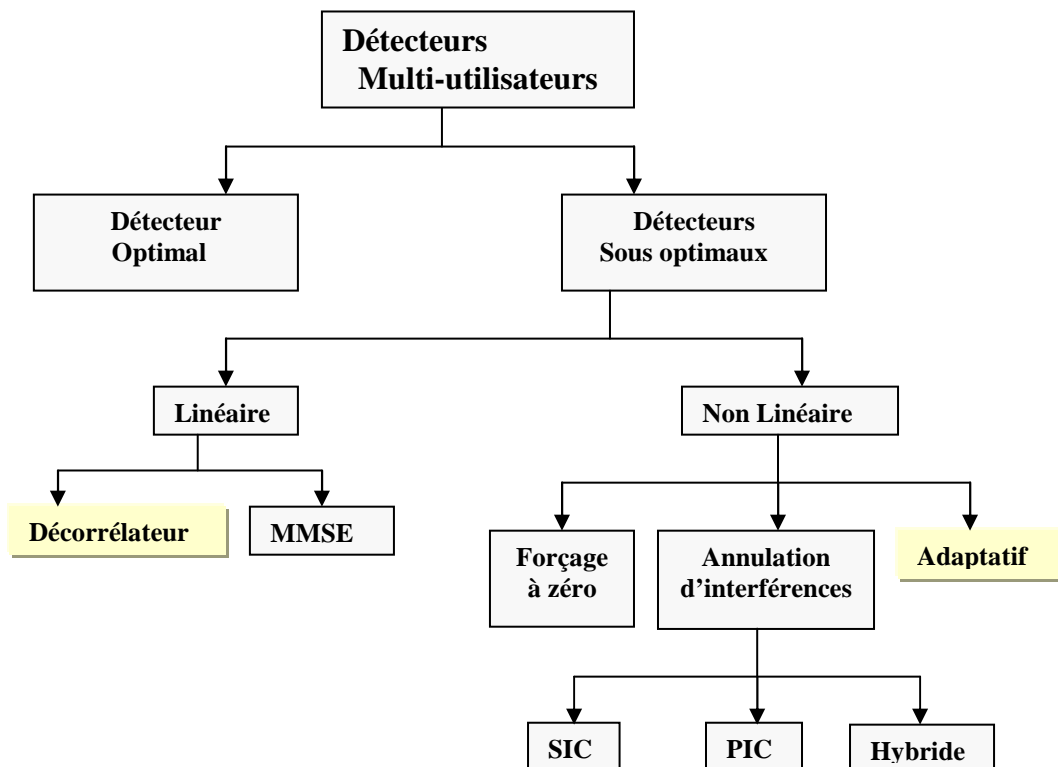 Détecteurs
Multi-utilisateurs
Détecteur
Optimal
Détecteurs
Sous optimaux
Linéaire
Non Linéaire
Décorrélateur
MMSE
Forçage
à zéro
Annulation
d’interférences
Adaptatif
SIC
PIC
Hybride